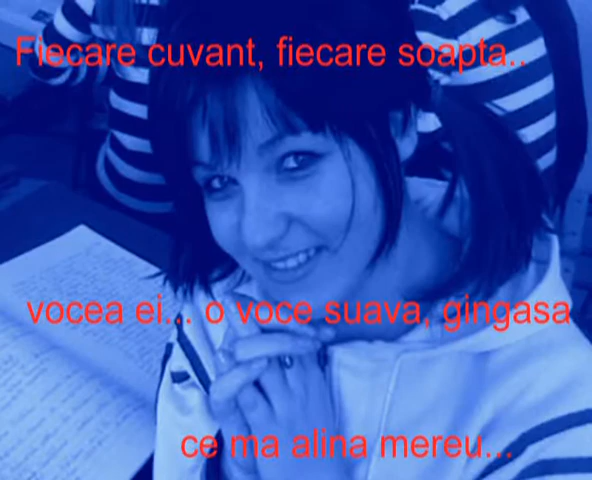 Fiecare cuvant, fiecare soapta..
vocea ei... o voce suava, gingasa
ce ma alina mereu...